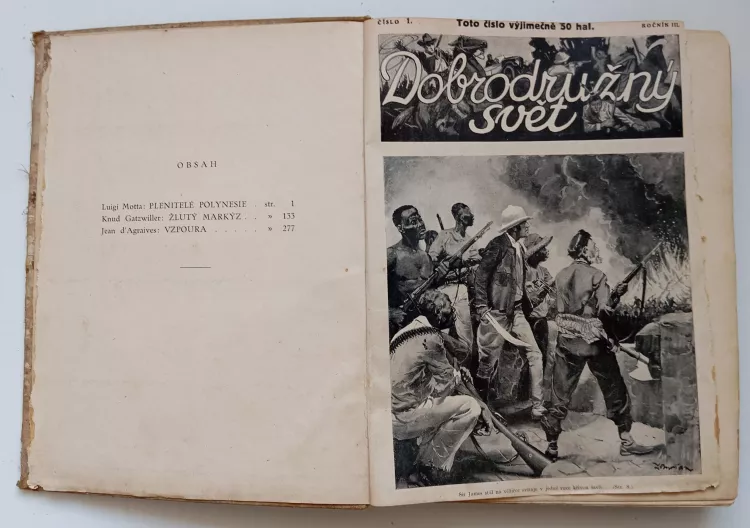 OBSAH
Luigi Motta: PLENITELÉ POLYNESIE . str. 1
Knud Gatzwiller: ŽLUTÝ MARKÝZ . . » 133
Jean d'Agraives: VZPOURA . . . . . » 277
ČÍSLO 1. Toto číslo výjimečně 50 hal. ROČNÍK III.
Dobrodružný
svět